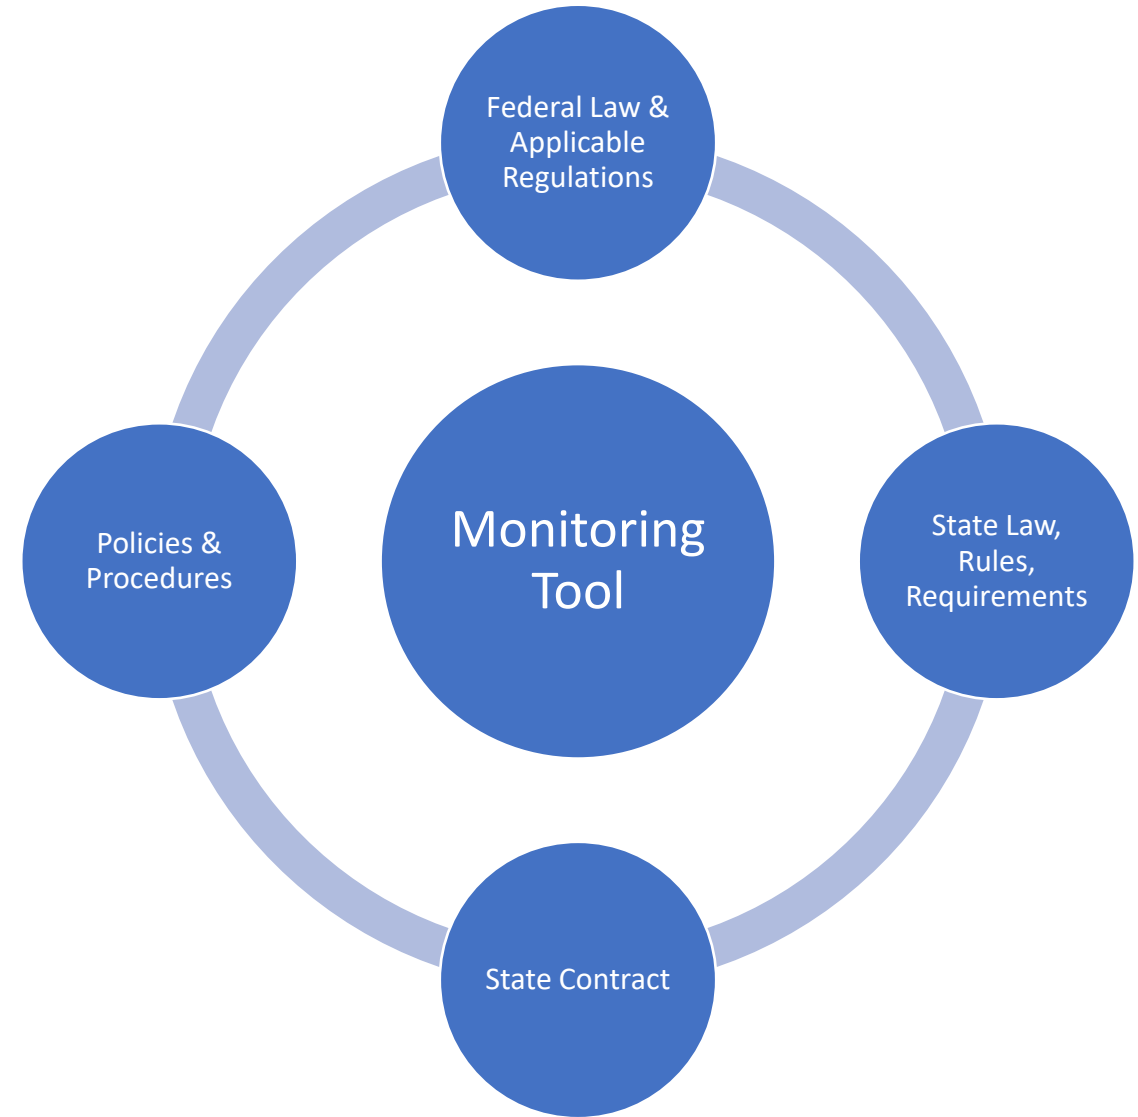 Federal Law &
Applicable
Regulations
Monitoring
Tool
State Law,
Rules,
Requirements
Policies &
Procedures
State Contract